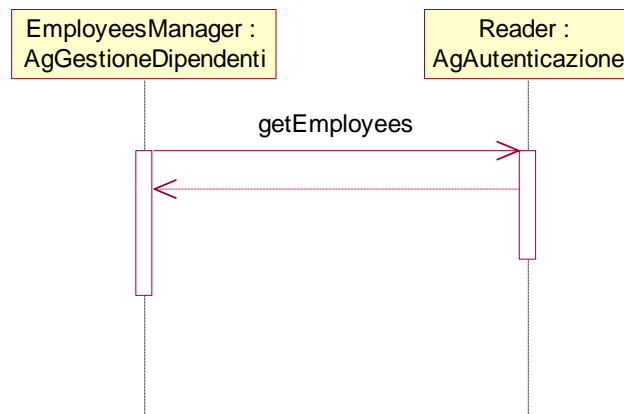 EmployeesManager :
AgGestioneDipendenti
Reader :
AgAutenticazione
getEmployees